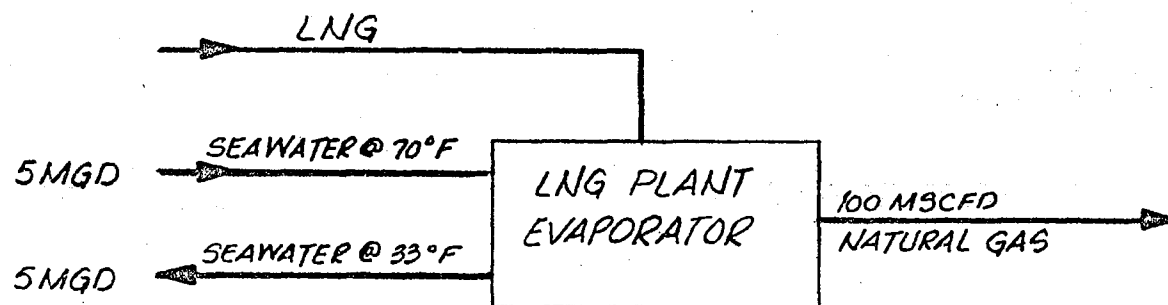 LNG
SEAWATER @ 70°F
5MGD
LNG PLANT
EVAPORATOR
100 MSCFD
NATURAL GAS
SEAWATER @ 33°F
5MGD